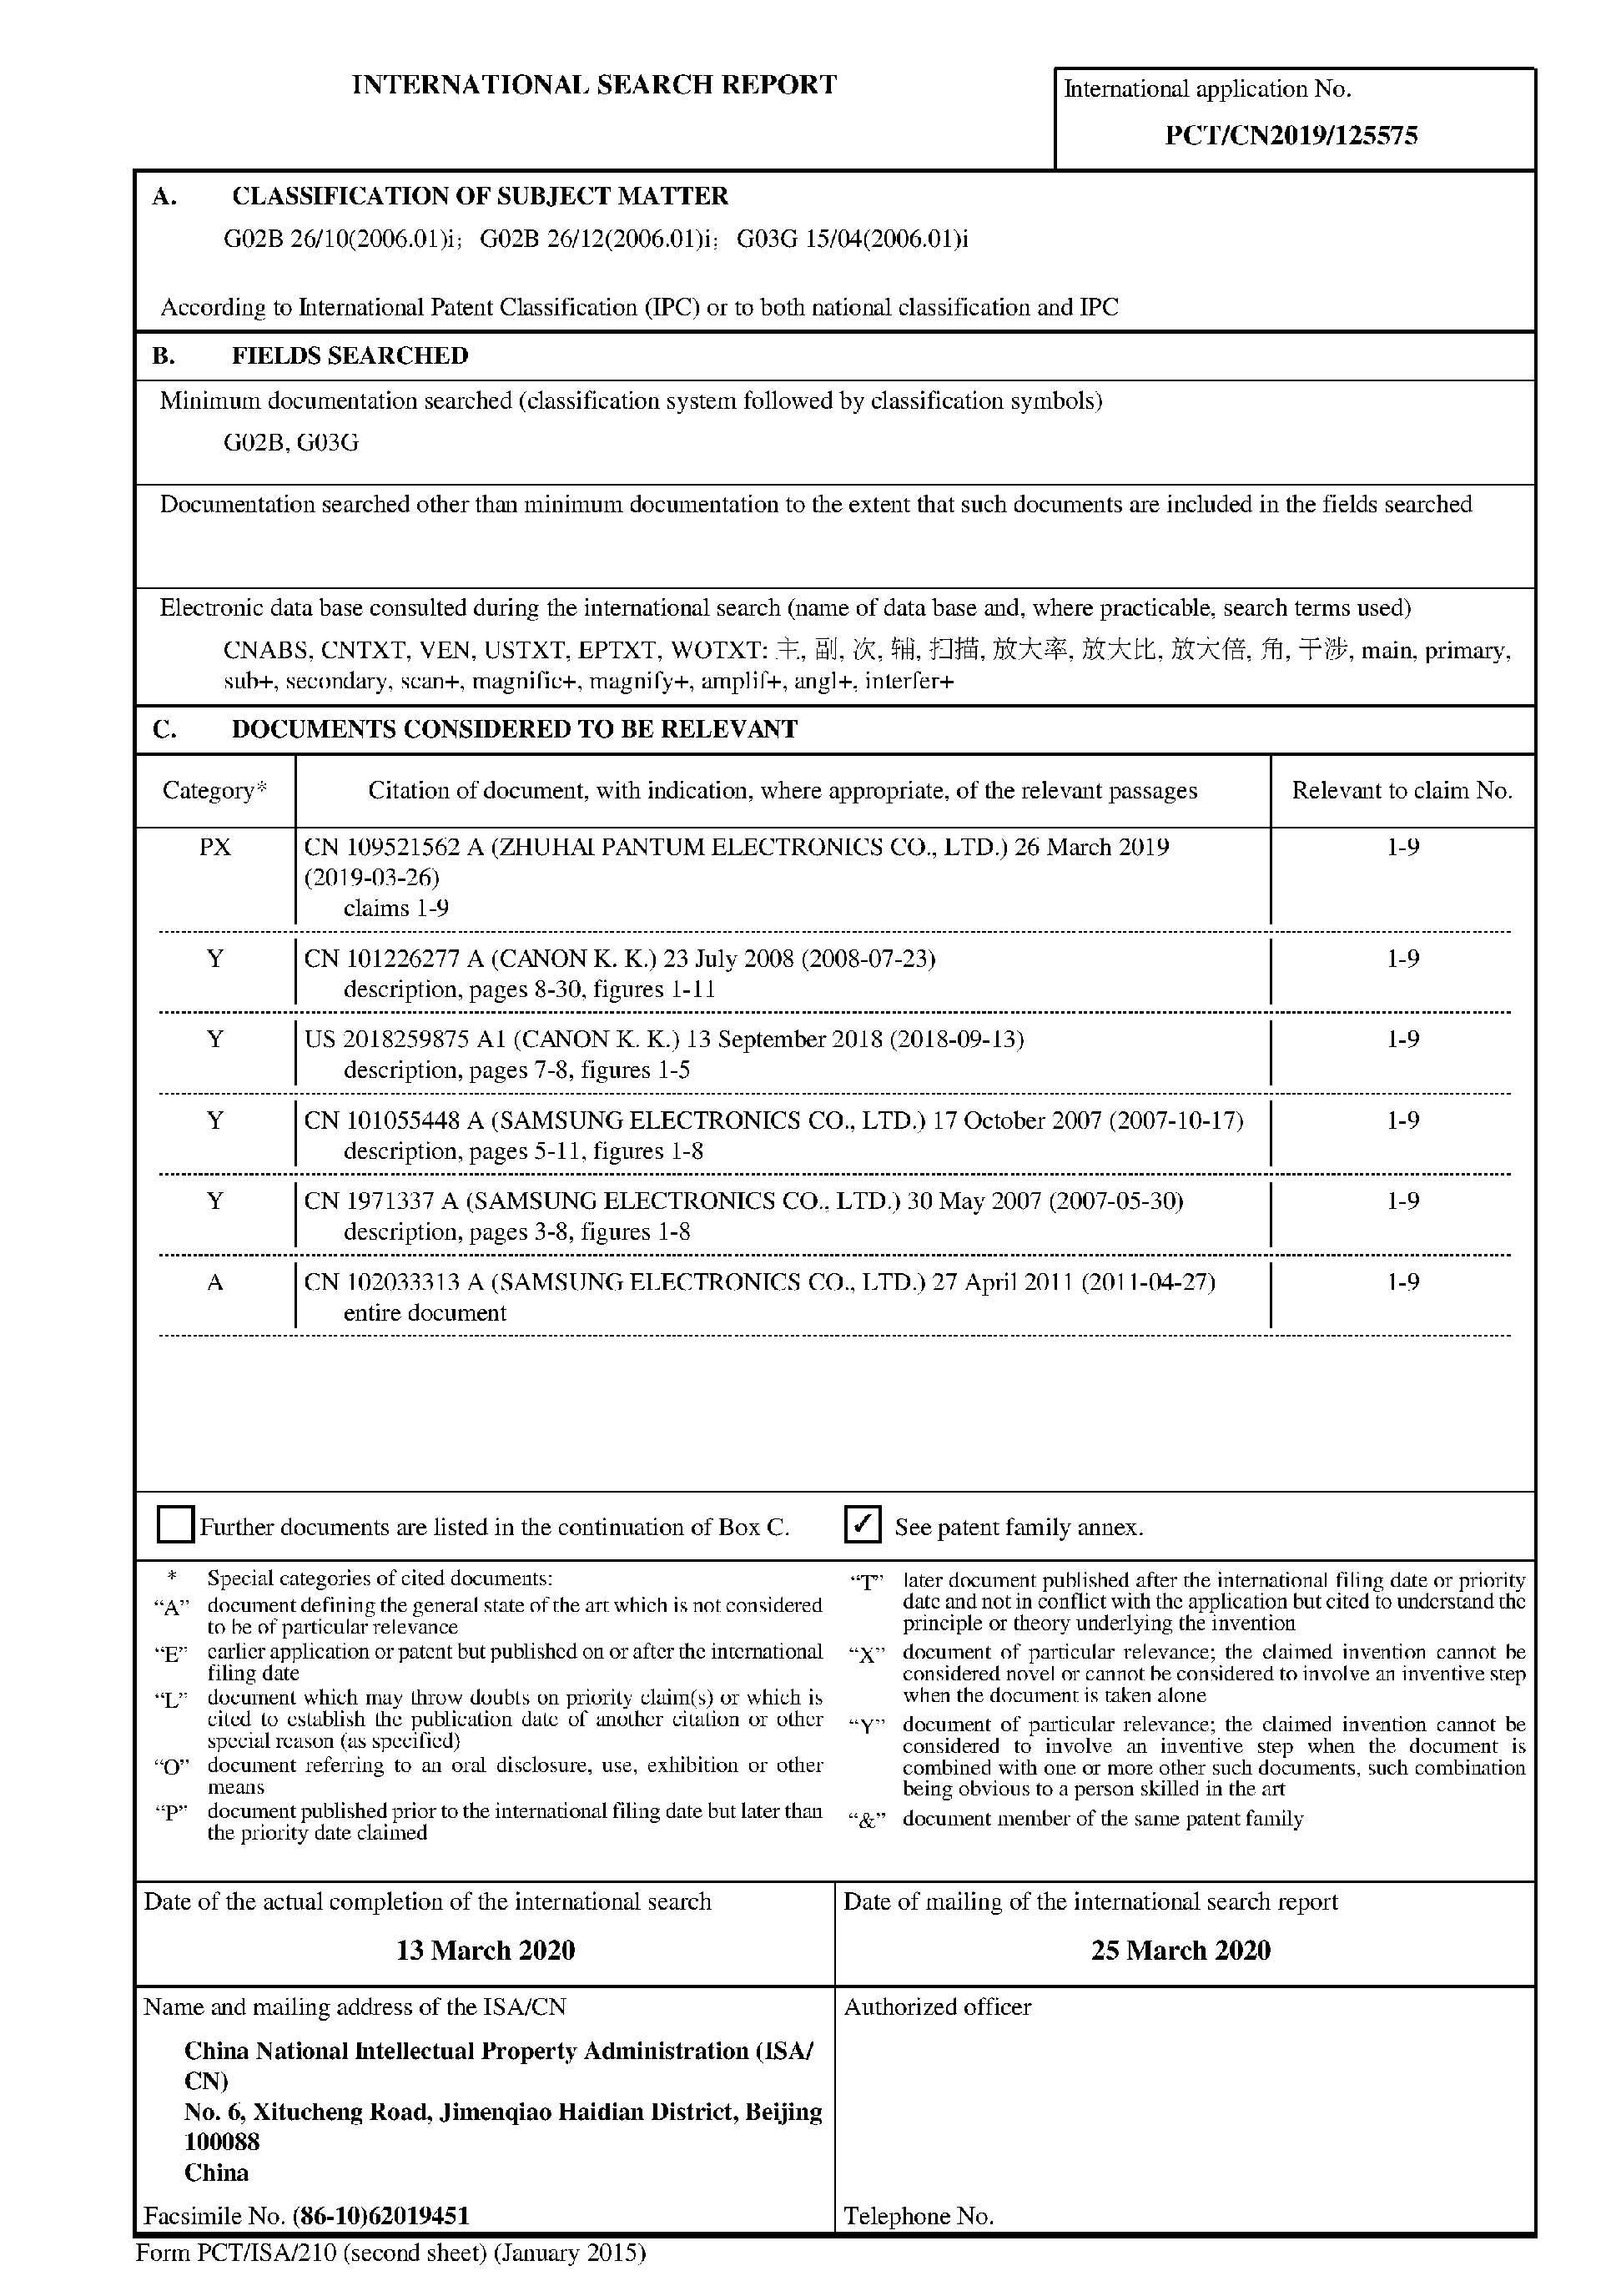 INTERNATIONAL SEARCH REPORT
International application No.
PCT/CN2019/125575
A. CLASSIFICATION OF SUBJECT MATTER
G02B 26/10(2006.01)i; G02B 26/12(2006.01)i; G03G 15/04(2006.01)i
According to International Patent Classification (IPC) or to both national classification and IPC
B. FIELDS SEARCHED
Minimum documentation searched (classification system followed by classification symbols)
G02B, G03G
Documentation searched other than minimum documentation to the extent that such documents are included in the fields searched
Electronic data base consulted during the international search (name of data base and, where practicable, search terms used)
CNABS, CNTXT, VEN, USTXT, EPTXT, WOTXT: 主, 副, 次, 辅, 扫描, 放大率, 放大比, 放大倍, 角, 干涉, main, primary,
sub+, secondary, scan+, magnific+, magnify+, amplif+, angl+, interfer+
C. DOCUMENTS CONSIDERED TO BE RELEVANT
Category* Citation of document, with indication, where appropriate, of the relevant passages Relevant to claim No.
PX CN 109521562 A (ZHUHAI PANTUM ELECTRONICS CO., LTD.) 26 March 2019 1-9
(2019-03-26)
claims 1-9
Y CN 101226277 A (CANON K. K.) 23 July 2008 (2008-07-23) 1-9
description, pages 8-30, figures 1-11
Y US 2018259875 A1 (CANON K. K.) 13 September 2018 (2018-09-13) 1-9
description, pages 7-8, figures 1-5
Y CN 101055448 A (SAMSUNG ELECTRONICS CO., LTD.) 17 October 2007 (2007-10-17) 1-9
description, pages 5-11, figures 1-8
Y CN 1971337 A (SAMSUNG ELECTRONICS CO., LTD.) 30 May 2007 (2007-05-30) 1-9
description, pages 3-8, figures 1-8
A CN 102033313 A (SAMSUNG ELECTRONICS CO., LTD.) 27 April 2011 (2011-04-27) 1-9
entire document
Further documents are listed in the continuation of Box C. ✓ See patent family annex.
* Special categories of cited documents:
“A” document defining the general state of the art which is not considered
to be of particular relevance
“E” earlier application or patent but published on or after the international
filing date
“L” document which may throw doubts on priority claim(s) or which is
cited to establish the publication date of another citation or other
special reason (as specified)
“O” document referring to an oral disclosure, use, exhibition or other
means
“P” document published prior to the international filing date but later than
the priority date claimed
“T” later document published after the international filing date or priority
date and not in conflict with the application but cited to understand the
principle or theory underlying the invention
“X” document of particular relevance; the claimed invention cannot be
considered novel or cannot be considered to involve an inventive step
when the document is taken alone
“Y” document of particular relevance; the claimed invention cannot be
considered to involve an inventive step when the document is
combined with one or more other such documents, such combination
being obvious to a person skilled in the art
“&” document member of the same patent family
Date of the actual completion of the international search
13 March 2020
Date of mailing of the international search report
25 March 2020
Name and mailing address of the ISA/CN
China National Intellectual Property Administration (ISA/
CN)
No. 6, Xitucheng Road, Jimenqiao Haidian District, Beijing
100088
China
Facsimile No. (86-10)62019451
Authorized officer
Telephone No.
Form PCT/ISA/210 (second sheet) (January 2015)